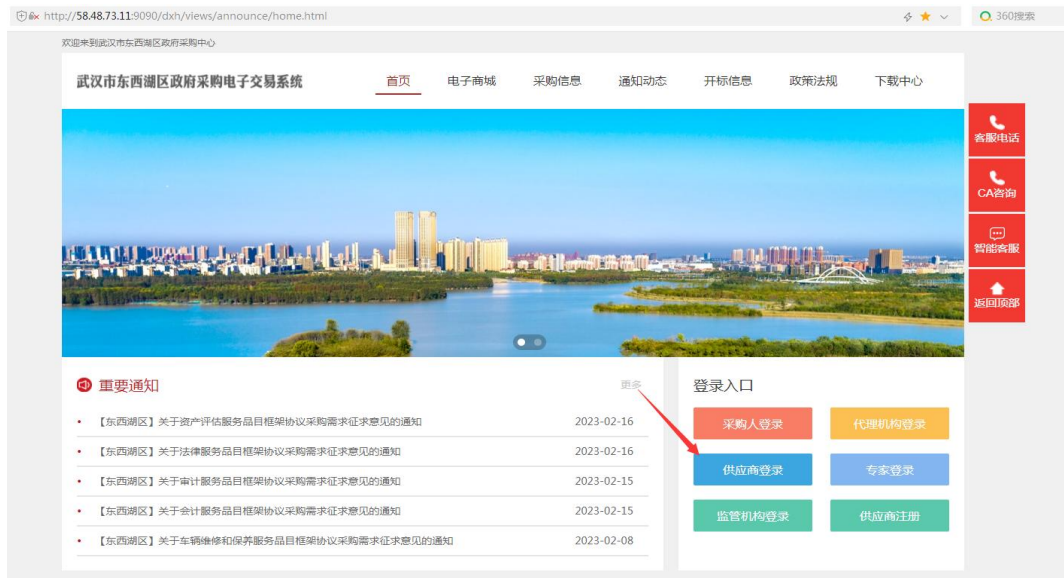 http://58.48.73.11:9090/dxh/views/announce/home.html
360搜索
欢迎来到武汉市东西湖区政府采购中心
武汉市东西湖区政府采购电子交易系统
首页 电子商城 采购信息 通知动态 开标信息 政策法规 下载中心
客服电话
CA咨询
智能客服
返回顶部
重要通知 更多
• 【东西湖区】关于资产评估服务品目框架协议采购需求征求意见的通知 2023-02-16
• 【东西湖区】关于法律服务品目框架协议采购需求征求意见的通知 2023-02-16
• 【东西湖区】关于审计服务品目框架协议采购需求征求意见的通知 2023-02-15
• 【东西湖区】关于会计服务品目框架协议采购需求征求意见的通知 2023-02-15
• 【东西湖区】关于车辆维修和保养服务品目框架协议采购需求征求意见的通知 2023-02-08
登录入口
采购人登录 代理机构登录
供应商登录 专家登录
监管机构登录 供应商注册